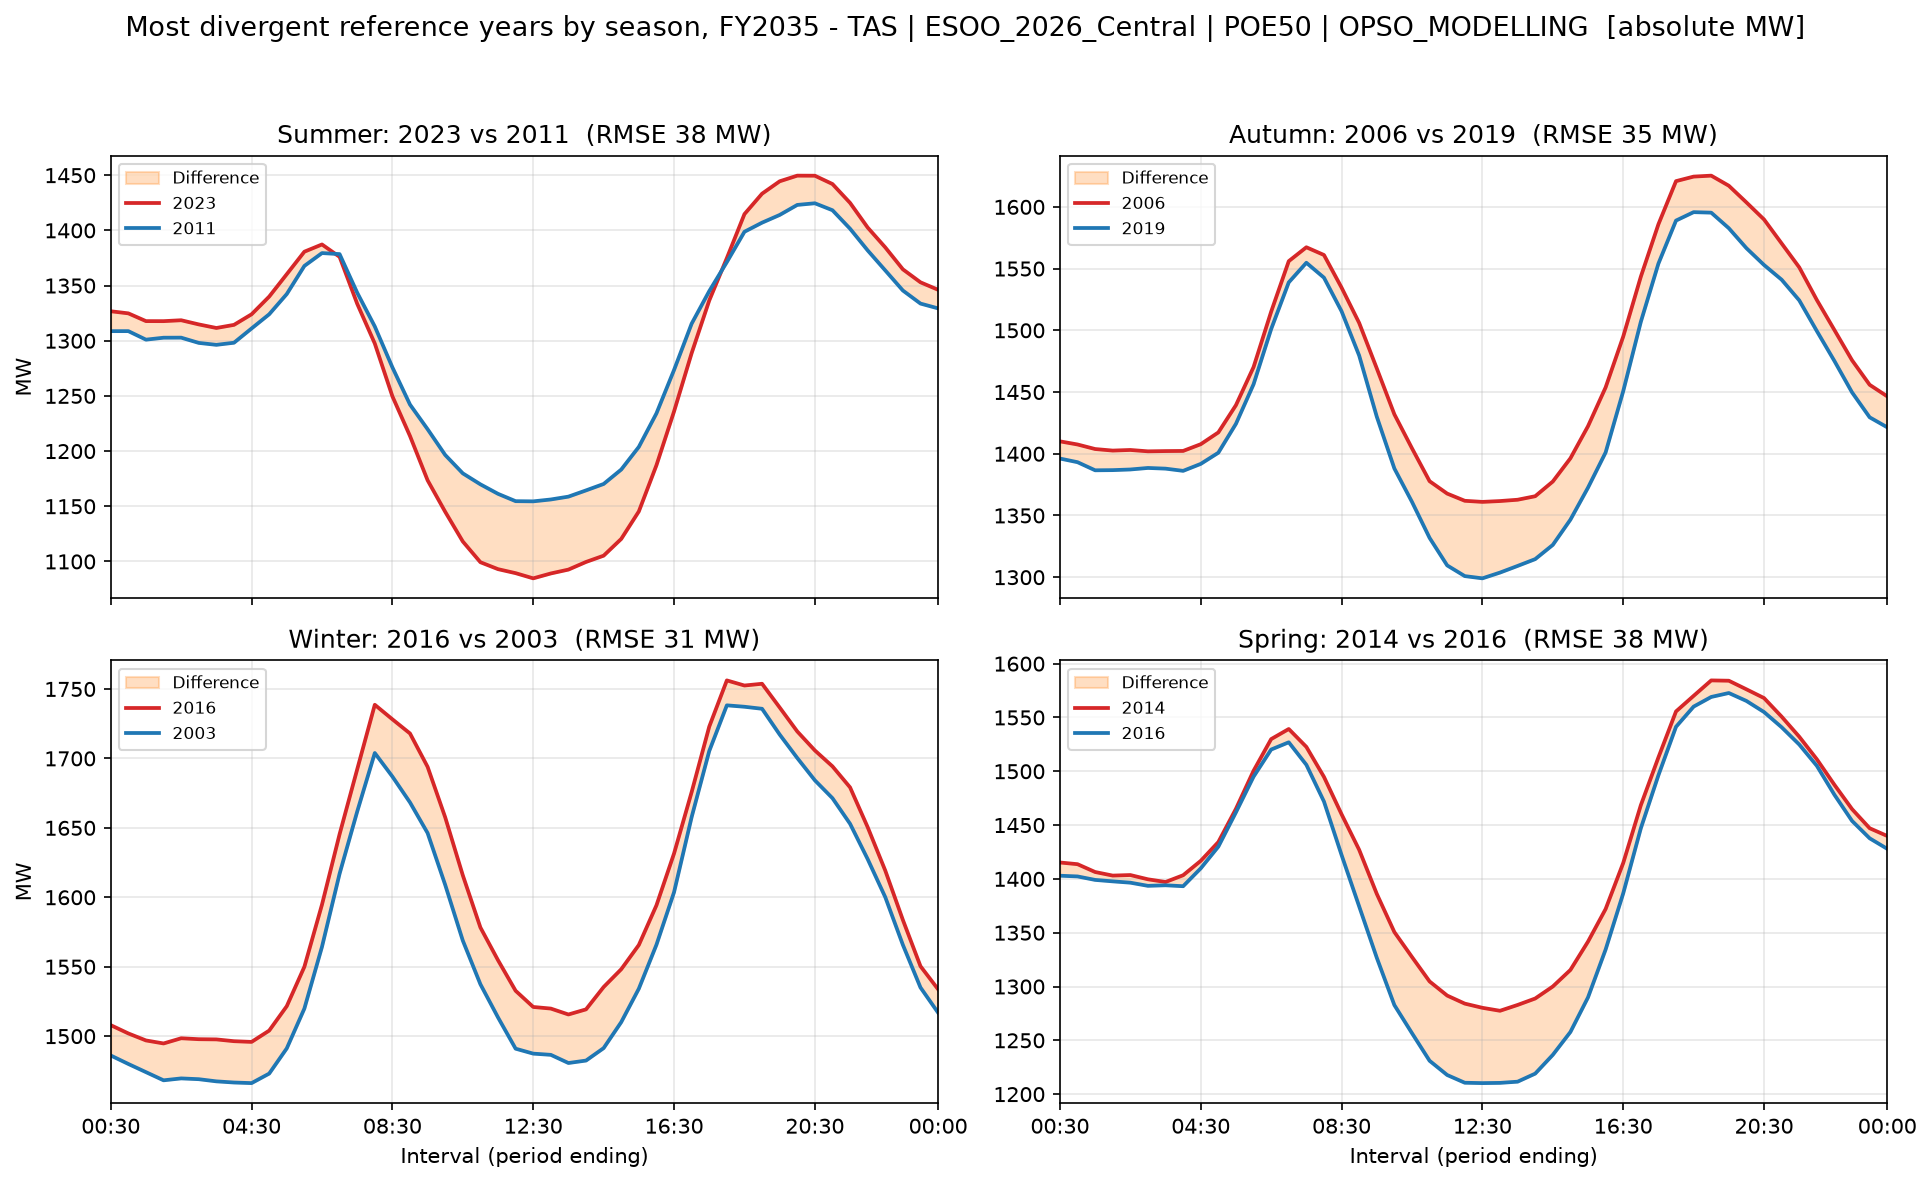 Most divergent reference years by season, FY2035 - TAS | ESOO_2026_Central | POE50 | OPSO_MODELLING  [absolute MW]
Summer: 2023 vs 2011  (RMSE 38 MW)
Difference
2023
2011
MW
1450
1400
1350
1300
1250
1200
1150
1100
Autumn: 2006 vs 2019  (RMSE 35 MW)
Difference
2006
2019
1600
1550
1500
1450
1400
1350
1300
Winter: 2016 vs 2003  (RMSE 31 MW)
Difference
2016
2003
MW
1750
1700
1650
1600
1550
1500
00:30 04:30 08:30 12:30 16:30 20:30 00:00
Interval (period ending)
Spring: 2014 vs 2016  (RMSE 38 MW)
Difference
2014
2016
1600
1550
1500
1450
1400
1350
1300
1250
1200
00:30 04:30 08:30 12:30 16:30 20:30 00:00
Interval (period ending)